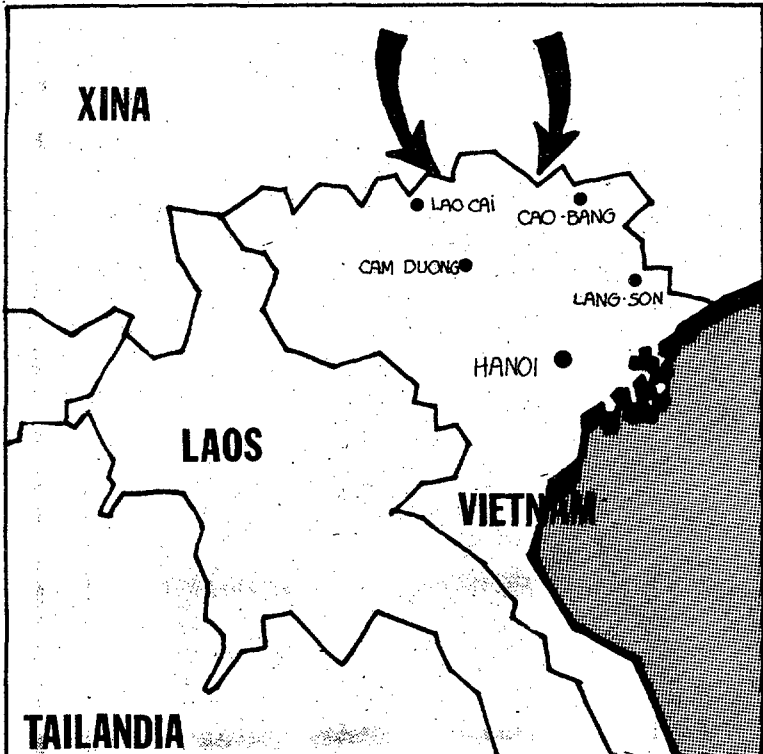 XINA
LAO CAI
CAO-BANG
CAM DUONG
LANG-SON
HANOI
LAOS
VIETNAM
TAILANDIA